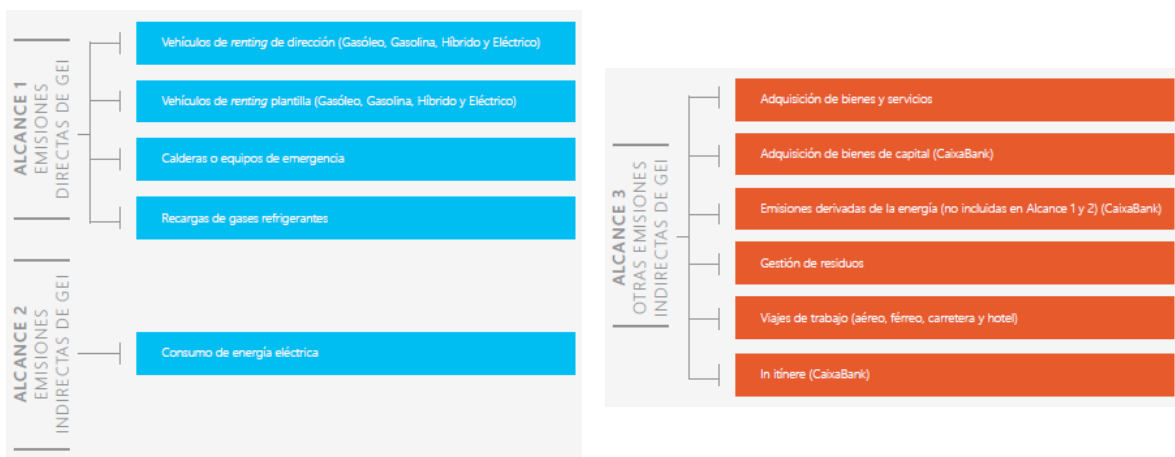 ALCANCE 1
EMISIONES
DIRECTAS DE GEI
Vehículos de renting de dirección (Gasóleo, Gasolina, Híbrido y Eléctrico)
Vehículos de renting plantilla (Gasóleo, Gasolina, Híbrido y Eléctrico)
Calderas o equipos de emergencia
Recargas de gases refrigerantes
ALCANCE 2
EMISIONES
INDIRECTAS DE GEI
Consumo de energía eléctrica
ALCANCE 3
OTRAS EMISIONES
INDIRECTAS DE GEI
Adquisición de bienes y servicios
Adquisición de bienes de capital (CaixaBank)
Emisiones derivadas de la energía (no incluidas en Alcance 1 y 2) (CaixaBank)
Gestión de residuos
Viajes de trabajo (aéreo, férreo, carretera y hotel)
In itínere (CaixaBank)